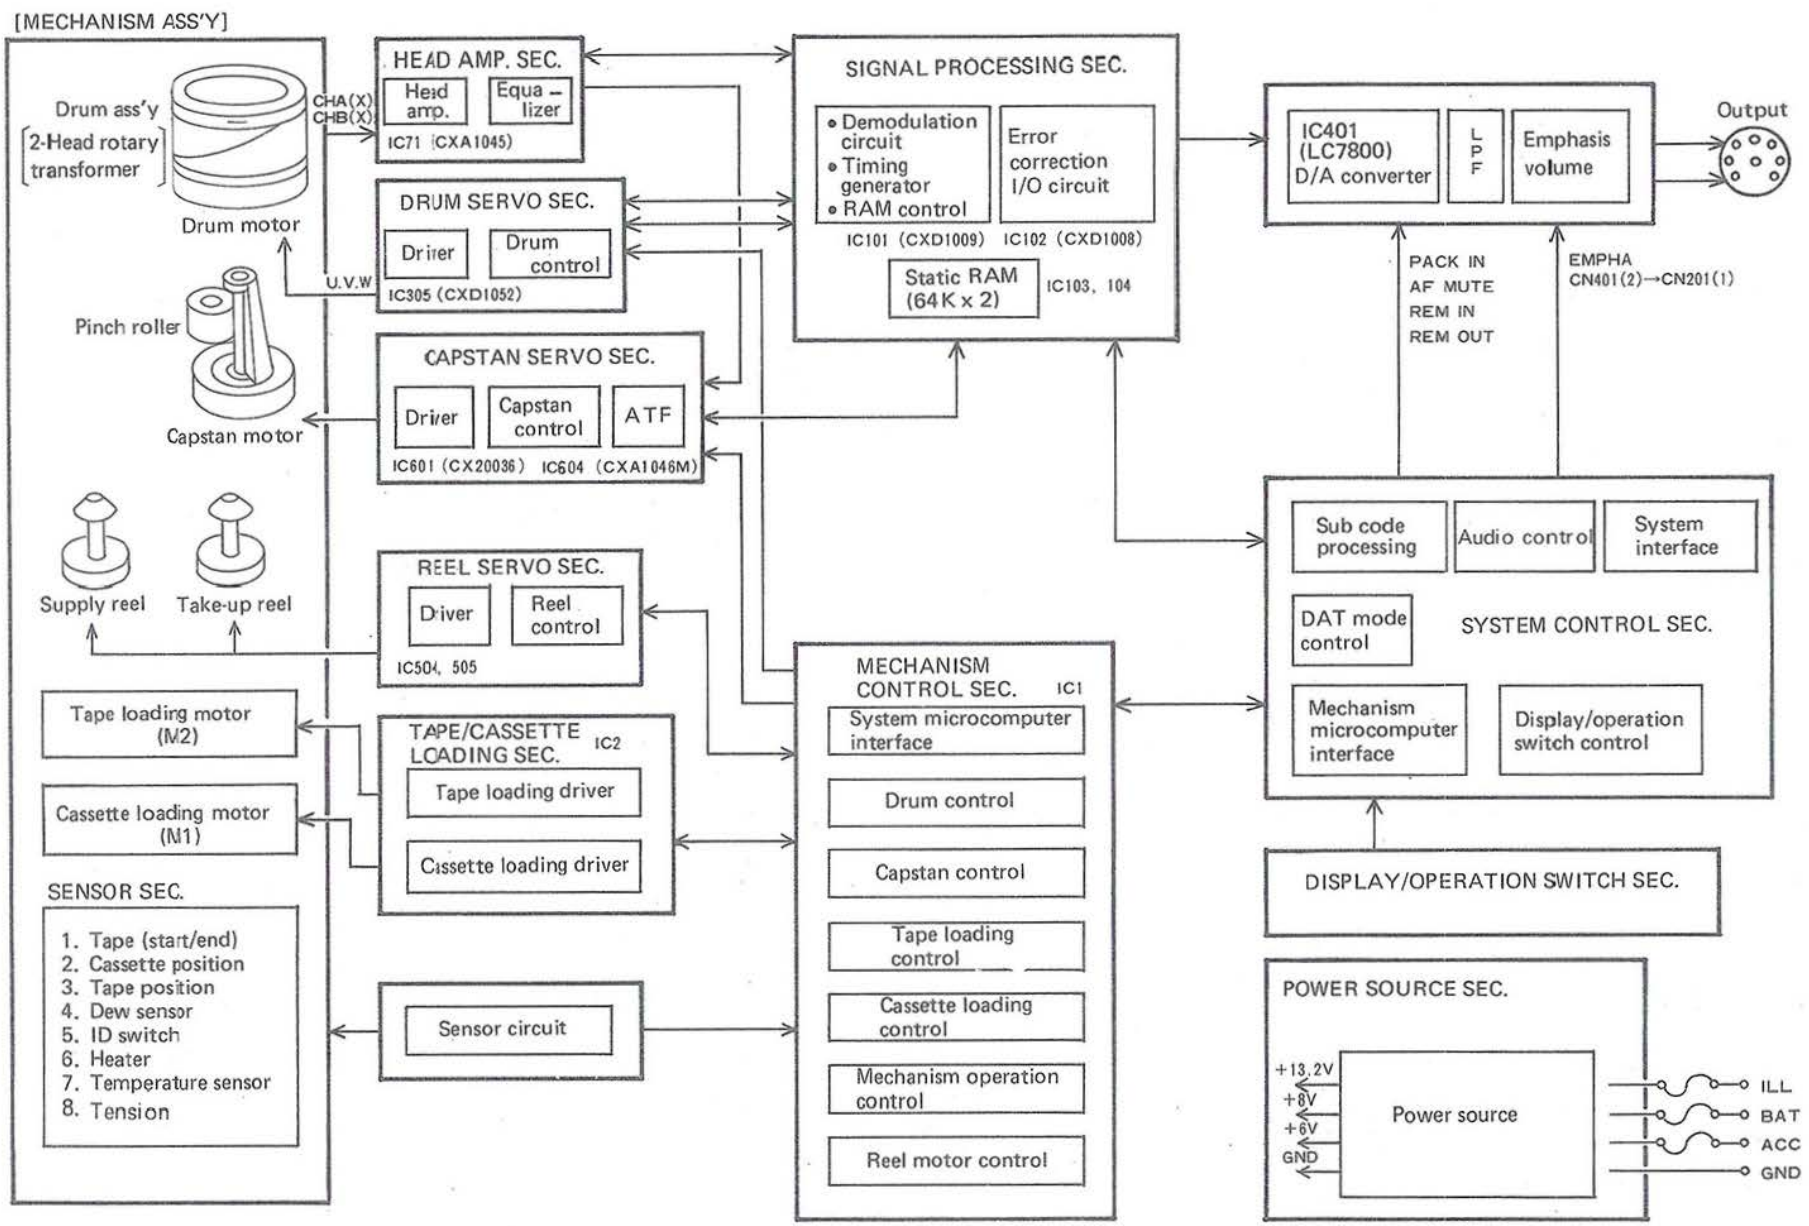 [MECHANISM ASS'Y]
Drum ass'y
2-Head rotary
transformer
Drum motor
CHA(X)
CHB(X)
U.V.W
Pinch roller
Capstan motor
Supply reel
Take-up reel
Tape loading motor
(M2)
Cassette loading motor
(M1)
SENSOR SEC.
1. Tape (start/end)
2. Cassette position
3. Tape position
4. Dew sensor
5. ID switch
6. Heater
7. Temperature sensor
8. Tension
HEAD AMP. SEC.
Head
amp.
Equa-
lizer
IC71 (CXA1045)
DRUM SERVO SEC.
Driver
Drum
control
IC305 (CXD1052)
CAPSTAN SERVO SEC.
Driver
Capstan
control
ATF
IC601 (CX20036) IC604 (CXA1046M)
REEL SERVO SEC.
Driver
Reel
control
IC504, 505
TAPE/CASSETTE
LOADING SEC.
IC2
Tape loading driver
Cassette loading driver
Sensor circuit
SIGNAL PROCESSING SEC.
• Demodulation
circuit
• Timing
generator
• RAM control
Error
correction
I/O circuit
IC101 (CXD1009) IC102 (CXD1008)
Static RAM
(64K x 2)
IC103, 104
MECHANISM
CONTROL SEC.
IC1
System microcomputer
interface
Drum control
Capstan control
Tape loading
control
Cassette loading
control
Mechanism operation
control
Reel motor control
IC401
(LC7800)
D/A converter
L
P
F
Emphasis
volume
Output
PACK IN
AF MUTE
REM IN
REM OUT
EMPHA
CN401(2)→CN201(1)
Sub code
processing
Audio control
System
interface
DAT mode
control
SYSTEM CONTROL SEC.
Mechanism
microcomputer
interface
Display/operation
switch control
DISPLAY/OPERATION SWITCH SEC.
POWER SOURCE SEC.
+13.2V
+8V
+6V
GND
Power source
ILL
BAT
ACC
GND